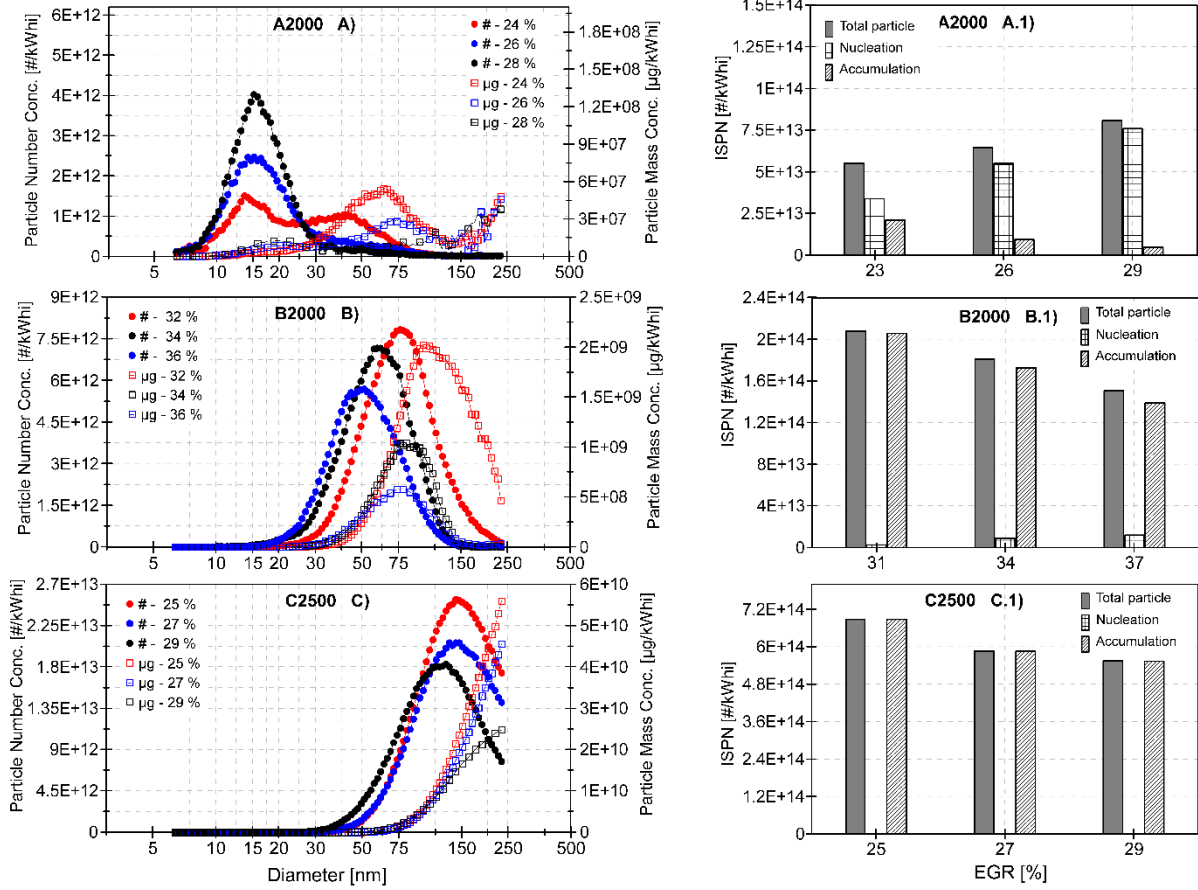 A2000 A)
6E+12
5E+12
4E+12
3E+12
2E+12
1E+12
0
Particle Number Conc. [#/kWhi]
# - 24 %
# - 26 %
# - 28 %
µg - 24 %
µg - 26 %
µg - 28 %
1.8E+08
1.5E+08
1.2E+08
9E+07
6E+07
3E+07
0
Particle Mass Conc. [µg/kWhi]
5 10 15 20 30 50 75 150 250 500
A2000 A.1)
1.5E+14
1.3E+14
1E+14
7.5E+13
5E+13
2.5E+13
0
ISPN [#/kWhi]
Total particle
Nucleation
Accumulation
23 26 29
B2000 B)
9E+12
7.5E+12
6E+12
4.5E+12
3E+12
1.5E+12
0
Particle Number Conc. [#/kWhi]
# - 32 %
# - 34 %
# - 36 %
µg - 32 %
µg - 34 %
µg - 36 %
2.5E+09
2E+09
1.5E+09
1E+09
5E+08
0
Particle Mass Conc. [µg/kWhi]
5 10 15 20 30 50 75 150 250 500
B2000 B.1)
2.4E+14
2E+14
1.6E+14
1.2E+14
8E+13
4E+13
0
ISPN [#/kWhi]
Total particle
Nucleation
Accumulation
31 34 37
C2500 C)
2.7E+13
2.25E+13
1.8E+13
1.35E+13
9E+12
4.5E+12
0
Particle Number Conc. [#/kWhi]
# - 25 %
# - 27 %
# - 29 %
µg - 25 %
µg - 27 %
µg - 29 %
6E+10
5E+10
4E+10
3E+10
2E+10
1E+10
0
Particle Mass Conc. [µg/kWhi]
5 10 15 20 30 50 75 150 250 500
Diameter [nm]
C2500 C.1)
7.2E+14
6E+14
4.8E+14
3.6E+14
2.4E+14
1.2E+14
0
ISPN [#/kWhi]
Total particle
Nucleation
Accumulation
25 27 29
EGR [%]